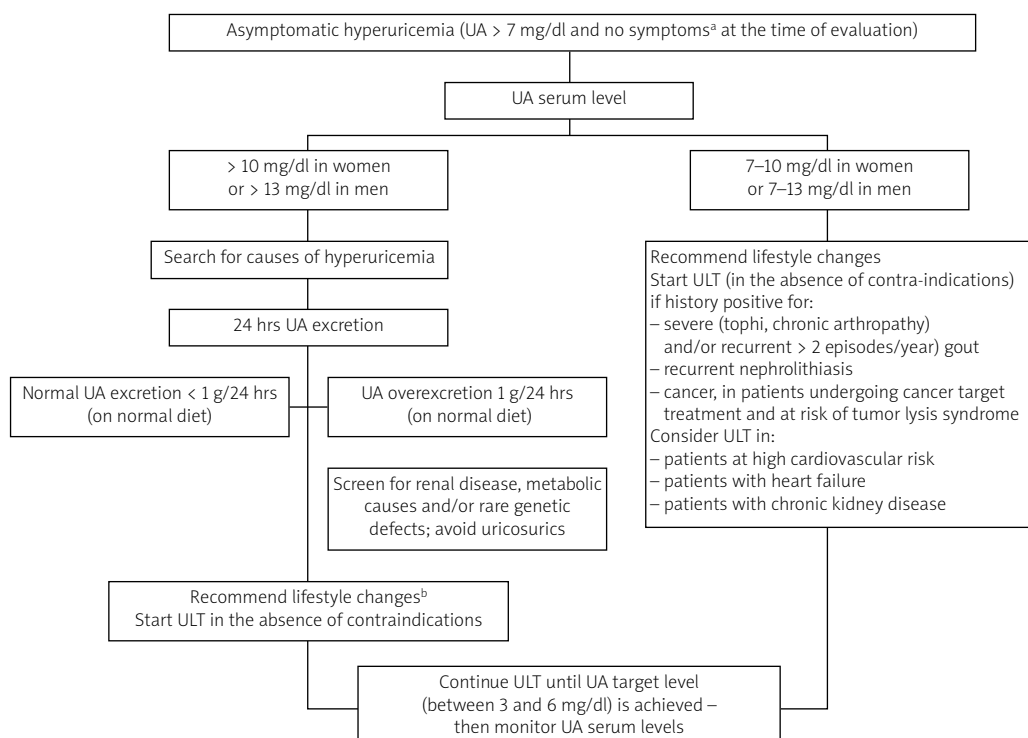 Asymptomatic hyperuricemia (UA > 7 mg/dl and no symptomsᵃ at the time of evaluation)
UA serum level
> 10 mg/dl in women
or > 13 mg/dl in men
7–10 mg/dl in women
or 7–13 mg/dl in men
Search for causes of hyperuricemia
24 hrs UA excretion
Normal UA excretion < 1 g/24 hrs
(on normal diet)
UA overexcretion 1 g/24 hrs
(on normal diet)
Screen for renal disease, metabolic
causes and/or rare genetic
defects; avoid uricosurics
Recommend lifestyle changes
Start ULT (in the absence of contra-indications)
if history positive for:
– severe (tophi, chronic arthropathy)
and/or recurrent > 2 episodes/year) gout
– recurrent nephrolithiasis
– cancer, in patients undergoing cancer target
treatment and at risk of tumor lysis syndrome
Consider ULT in:
– patients at high cardiovascular risk
– patients with heart failure
– patients with chronic kidney disease
Recommend lifestyle changesᵇ
Start ULT in the absence of contraindications
Continue ULT until UA target level
(between 3 and 6 mg/dl) is achieved –
then monitor UA serum levels